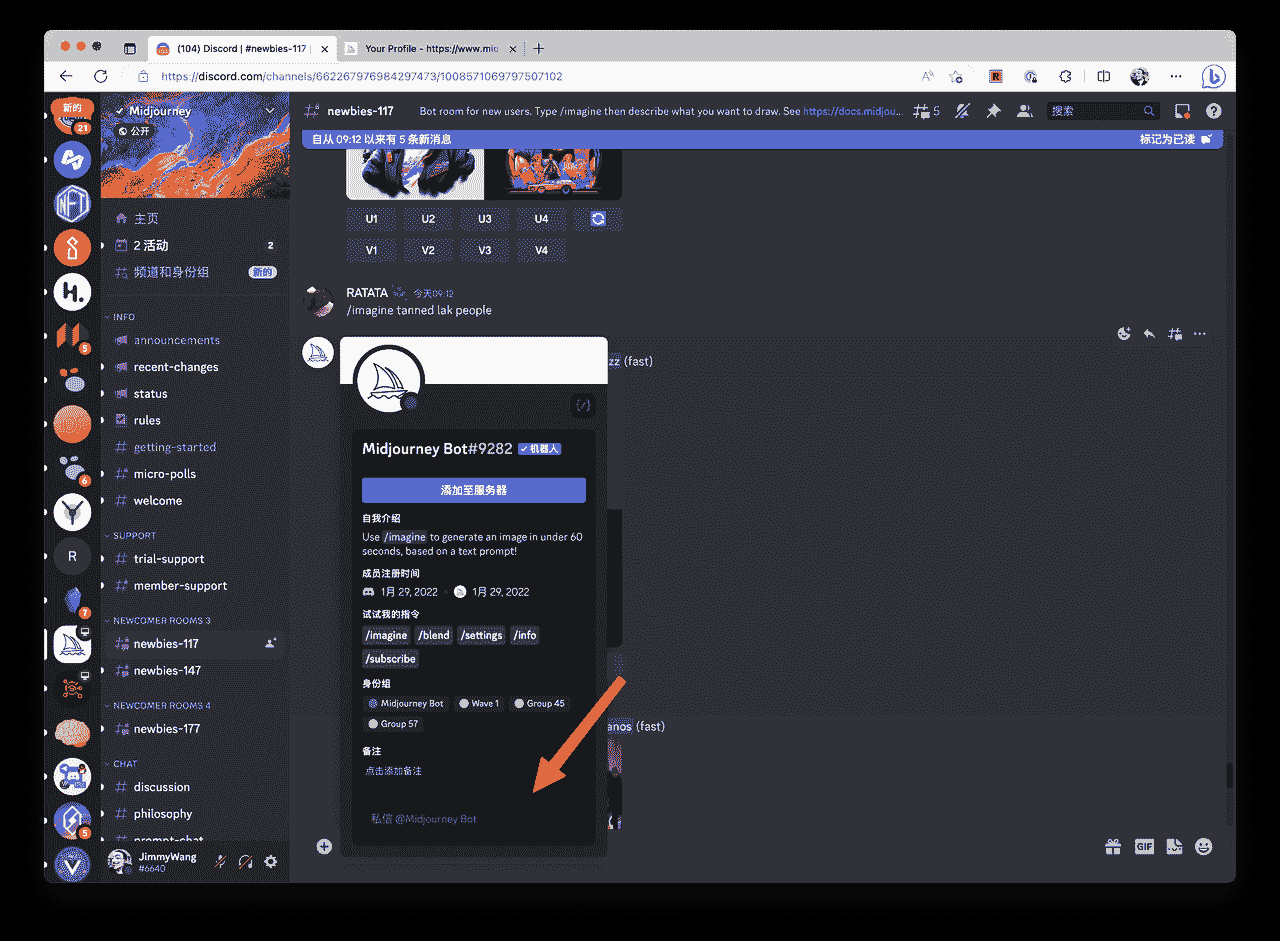 (104) Discord | #newbies-117 |
Your Profile - https://www.mid
https://discord.com/channels/662267976984297473/1008571069797507102
新的
21
Midjourney
公开
newbies-117
Bot room for new users. Type /imagine then describe what you want to draw. See https://docs.midjou...
5
搜索
自从 09:12 以来有 5 条新消息
标记为已读
主页
2 活动
2
频道和身份组
新的
INFO
announcements
recent-changes
status
rules
getting-started
micro-polls
welcome
SUPPORT
trial-support
member-support
NEWCOMER ROOMS 3
newbies-117
newbies-147
NEWCOMER ROOMS 4
newbies-177
CHAT
discussion
philosophy
prompt-chat
JimmyWang
#6640
NFT
H.
5
6
R
7
5
U1
U2
U3
U4
V1
V2
V3
V4
RATATA
今天09:12
/imagine tanned lak people
zz (fast)
Midjourney Bot#9282
机器人
添加至服务器
自我介绍
Use /imagine to generate an image in under 60
seconds, based on a text prompt!
成员注册时间
1月 29, 2022
1月 29, 2022
试试我的指令
/imagine
/blend
/settings
/info
/subscribe
身份组
Midjourney Bot
Wave 1
Group 45
Group 57
备注
点击添加备注
私信 @Midjourney Bot
anos (fast)
GIF